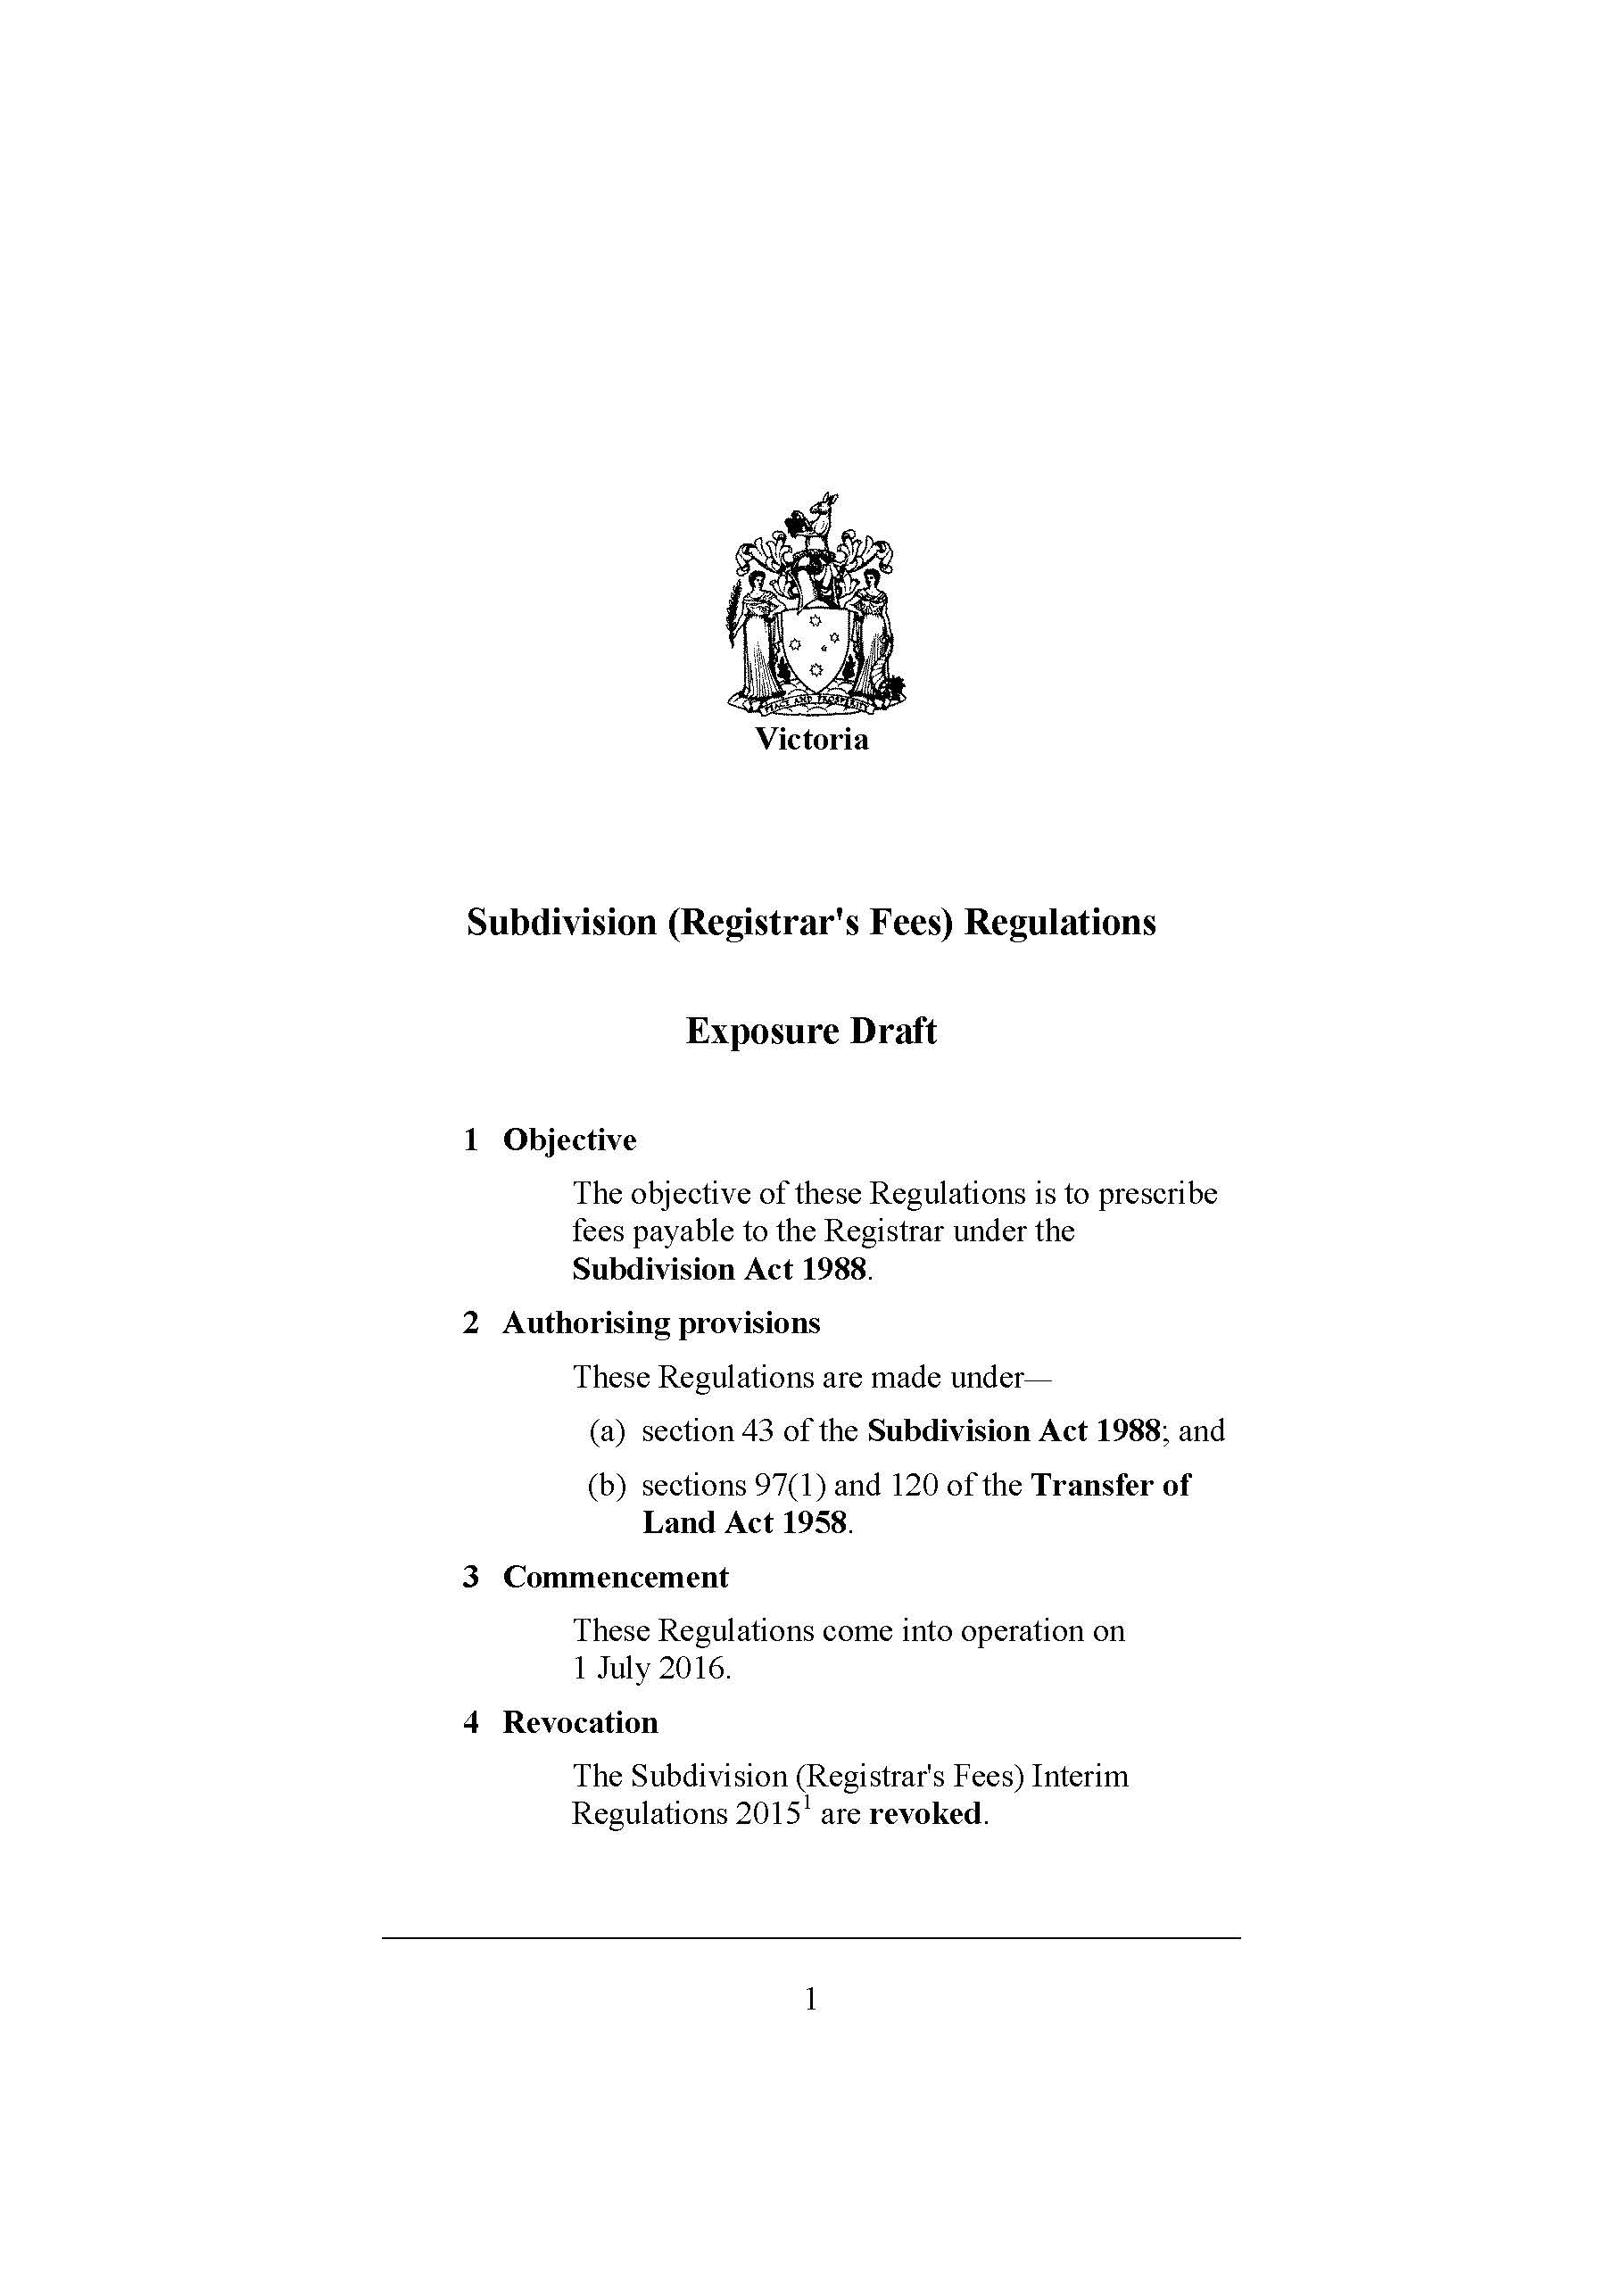 PEACE AND PROSPERITY
Victoria
Subdivision (Registrar's Fees) Regulations
Exposure Draft
1 Objective
The objective of these Regulations is to prescribe
fees payable to the Registrar under the
Subdivision Act 1988.
2 Authorising provisions
These Regulations are made under—
(a) section 43 of the Subdivision Act 1988; and
(b) sections 97(1) and 120 of the Transfer of
Land Act 1958.
3 Commencement
These Regulations come into operation on
1 July 2016.
4 Revocation
The Subdivision (Registrar's Fees) Interim
Regulations 2015¹ are revoked.
1